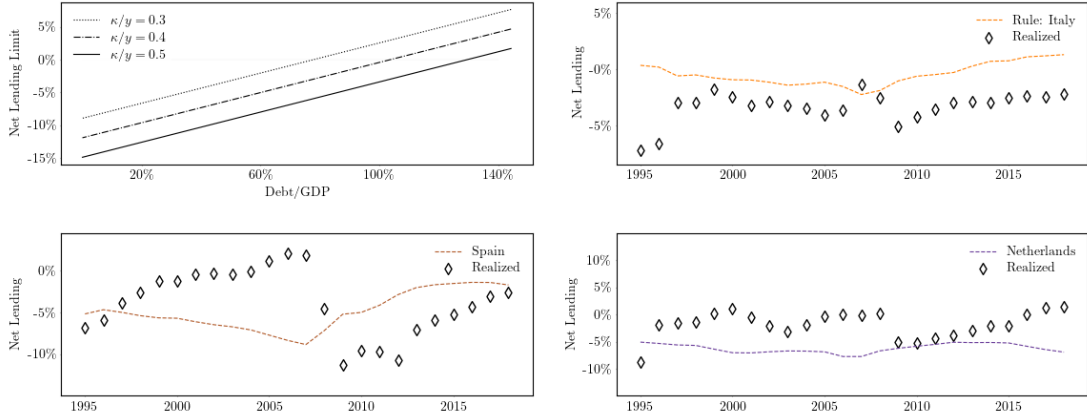 5%
0%
-5%
-10%
-15%
Net Lending Limit
κ/y = 0.3
κ/y = 0.4
κ/y = 0.5
20%
60%
100%
140%
Debt/GDP
5%
-0%
-5%
Net Lending
Rule: Italy
Realized
1995
2000
2005
2010
2015
0%
-5%
-10%
Net Lending
Spain
Realized
1995
2000
2005
2010
2015
10%
5%
0%
-5%
-10%
Net Lending
Netherlands
Realized
1995
2000
2005
2010
2015